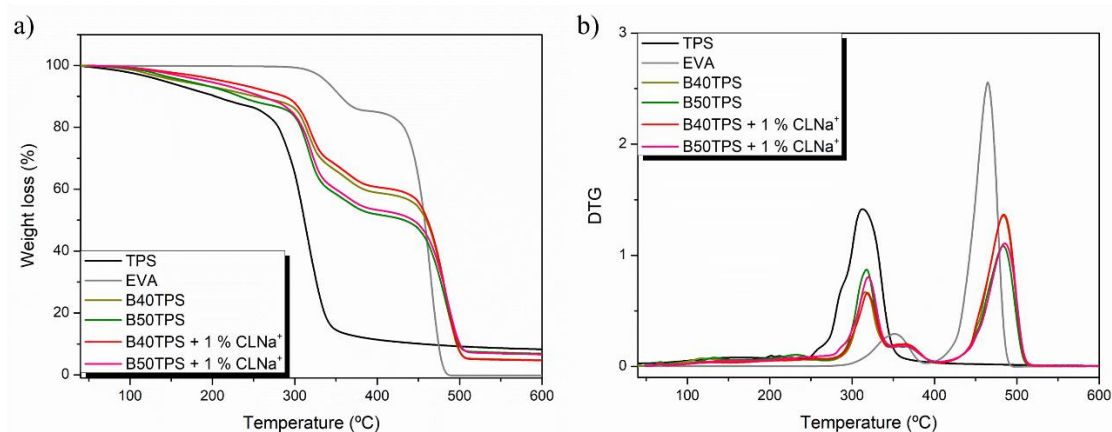 a)
Weight loss (%)
100
80
60
40
20
0
TPS
EVA
B40TPS
B50TPS
B40TPS + 1 % CLNa⁺
B50TPS + 1 % CLNa⁺
100 200 300 400 500 600
Temperature (ºC)
b)
DTG
3
2
1
0
TPS
EVA
B40TPS
B50TPS
B40TPS + 1 % CLNa⁺
B50TPS + 1 % CLNa⁺
100 200 300 400 500 600
Temperature (ºC)